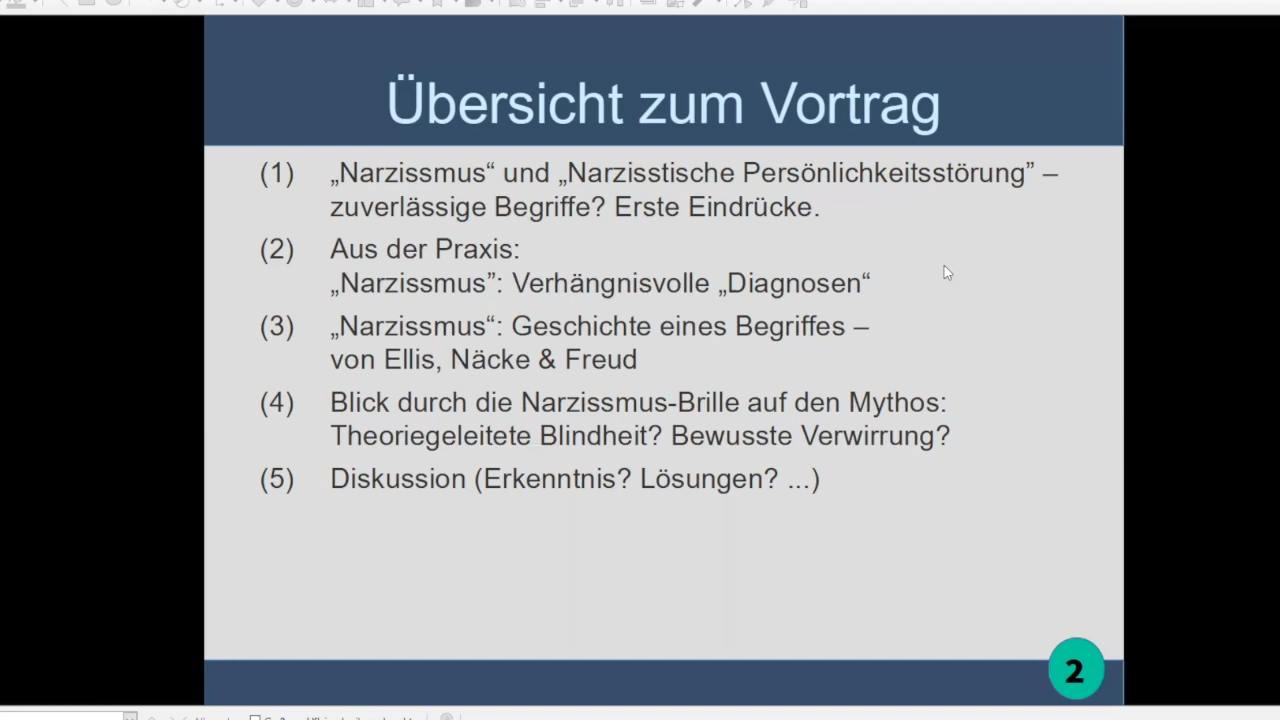 Übersicht zum Vortrag
(1) „Narzissmus“ und „Narzisstische Persönlichkeitsstörung” –
zuverlässige Begriffe? Erste Eindrücke.
(2) Aus der Praxis:
„Narzissmus”: Verhängnisvolle „Diagnosen“
(3) „Narzissmus“: Geschichte eines Begriffes –
von Ellis, Näcke & Freud
(4) Blick durch die Narzissmus-Brille auf den Mythos:
Theoriegeleitete Blindheit? Bewusste Verwirrung?
(5) Diskussion (Erkenntnis? Lösungen? ...)
2